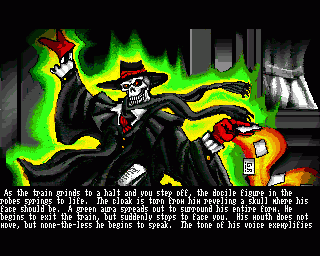 As the train grinds to a halt and you step off, the docile figure in the
robes springs to life. The cloak is torn from him reveling a skull where his
face should be. A green aura spreads out to surround his entire form. He
begins to exit the train, but suddenly stops to face you. His mouth does not
move, but none-the-less he begins to speak. The tone of his voice exemplifies